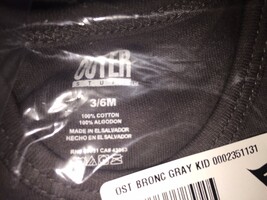 OUTER
STUFF
3/6M
100% COTTON
100% ALGODON
MADE IN EL SALVADOR
HECHO EN EL SALVADOR
OST BRONC GRAY KID 0002351131